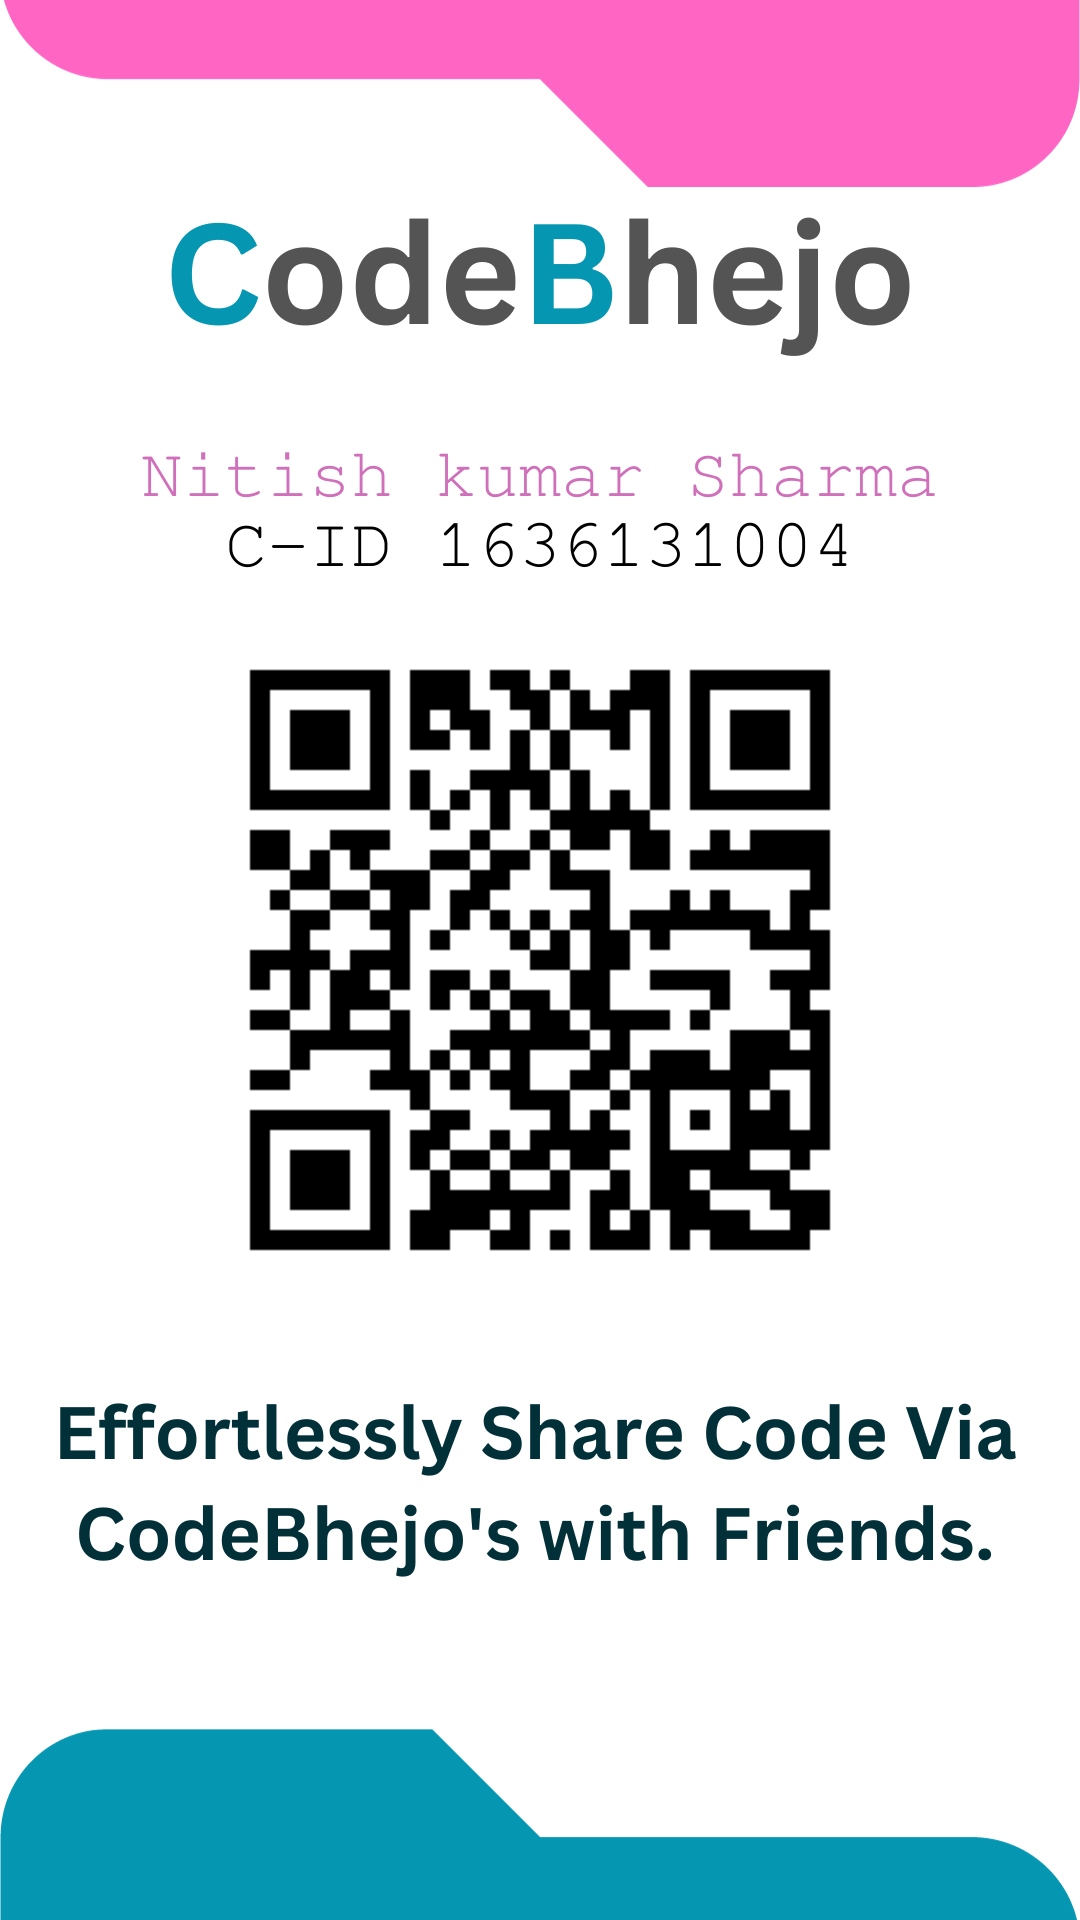 CodeBhejo
Nitish kumar Sharma
C-ID 1636131004
Effortlessly Share Code Via
CodeBhejo's with Friends.